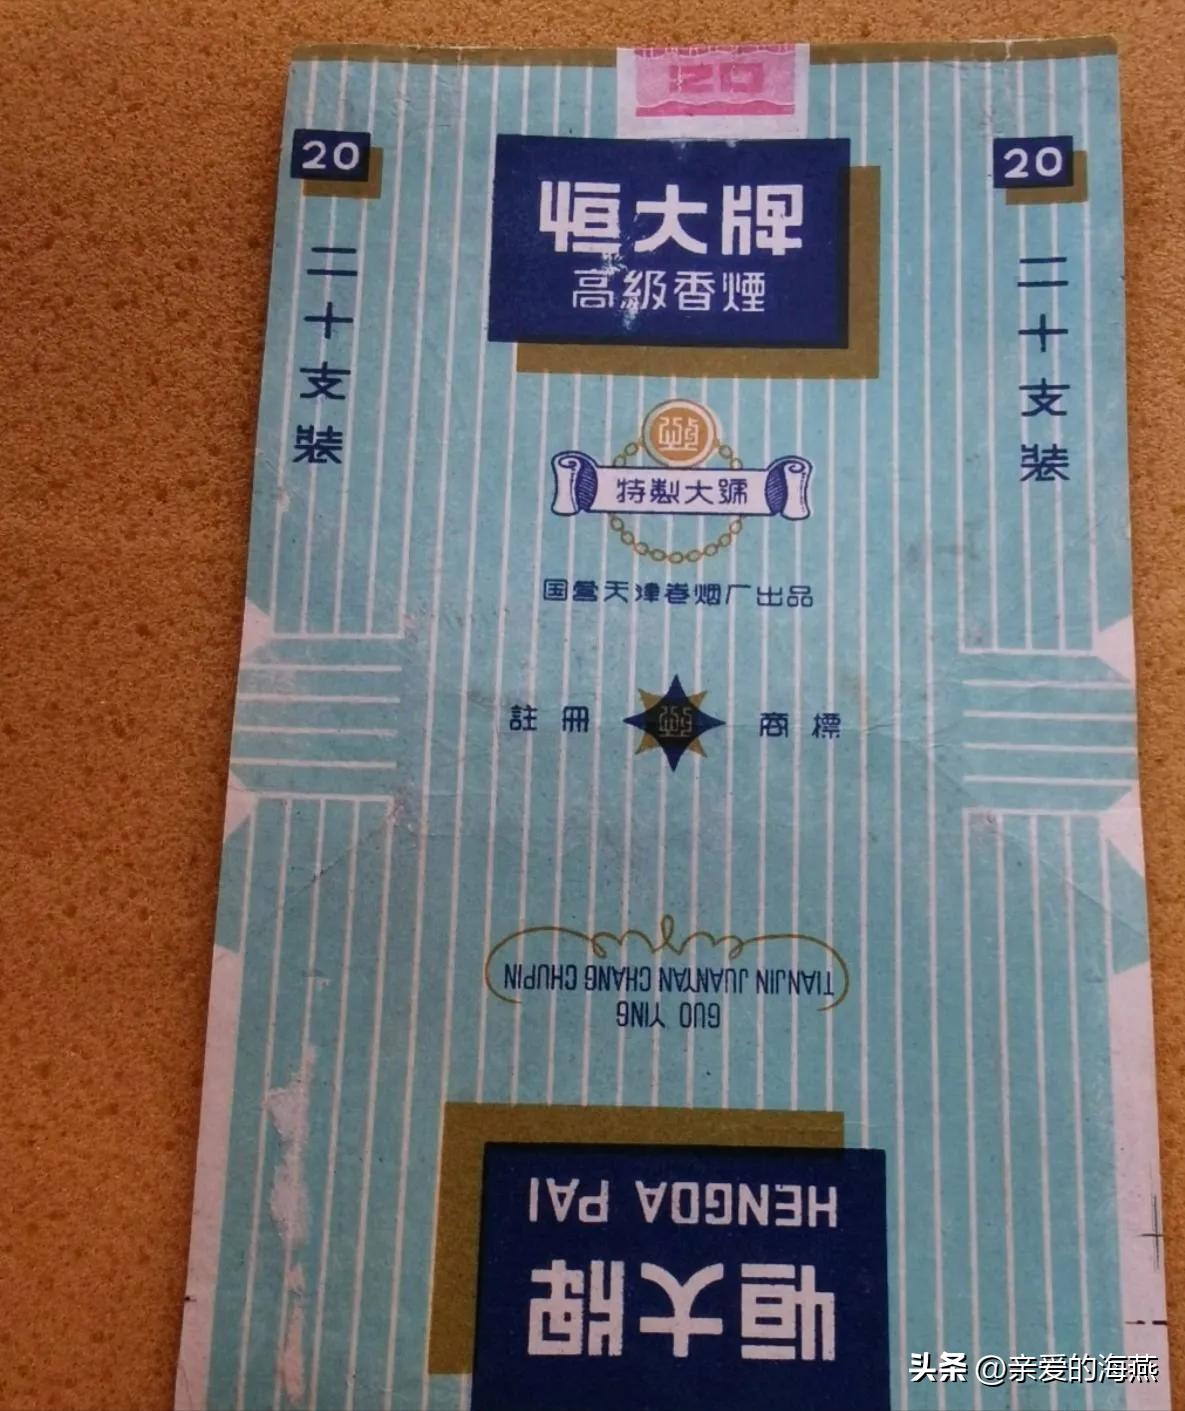 20
20
20
恒大牌
高級香煙
二十支裝
二十支裝
特製大號
国营天津卷烟厂出品
註冊 商標
GUO YING
TIANJIN JUANYAN CHANG CHUPIN
恒大牌
HENGDA PAI
头条 @亲爱的海燕